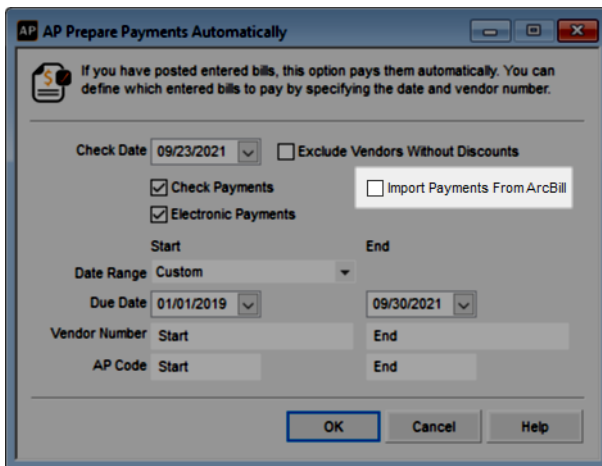 AP AP Prepare Payments Automatically
If you have posted entered bills, this option pays them automatically. You can
define which entered bills to pay by specifying the date and vendor number.
Check Date 09/23/2021 Exclude Vendors Without Discounts
Check Payments Import Payments From ArcBill
Electronic Payments
Start End
Date Range Custom
Due Date 01/01/2019 09/30/2021
Vendor Number Start End
AP Code Start End
OK Cancel Help